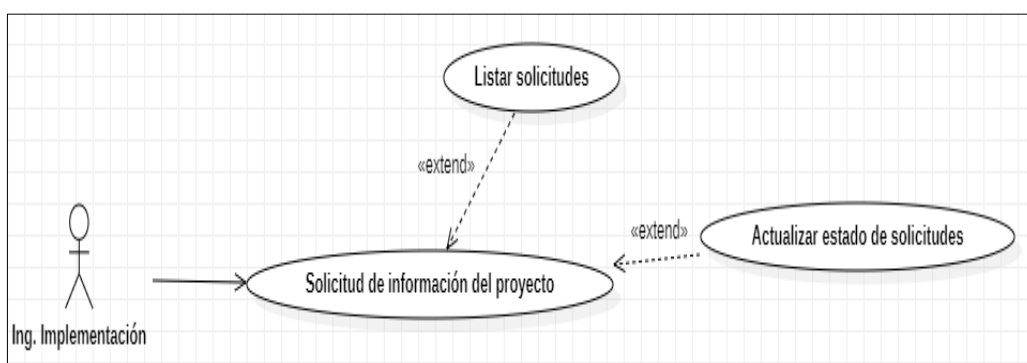 Listar solicitudes
«extend»
«extend»
Actualizar estado de solicitudes
Solicitud de información del proyecto
Ing. Implementación